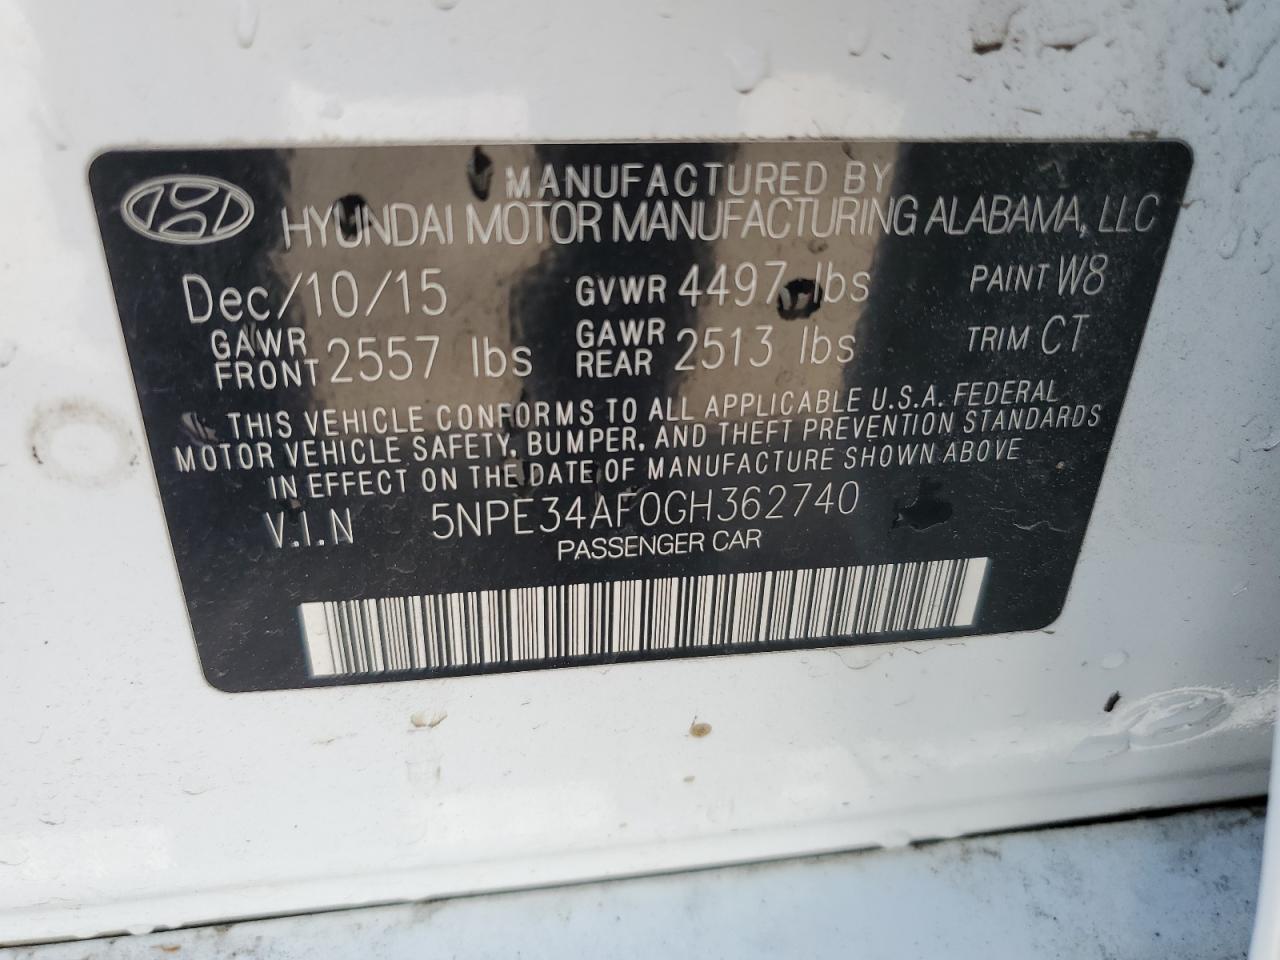 MANUFACTURED BY
HYUNDAI MOTOR MANUFACTURING ALABAMA, LLC
Dec/10/15 GVWR 4497 lbs PAINT W8
GAWR FRONT 2557 lbs GAWR REAR 2513 lbs TRIM CT
THIS VEHICLE CONFORMS TO ALL APPLICABLE U.S.A. FEDERAL
MOTOR VEHICLE SAFETY, BUMPER, AND THEFT PREVENTION STANDARDS
IN EFFECT ON THE DATE OF MANUFACTURE SHOWN ABOVE
V.I.N 5NPE34AF0GH362740
PASSENGER CAR